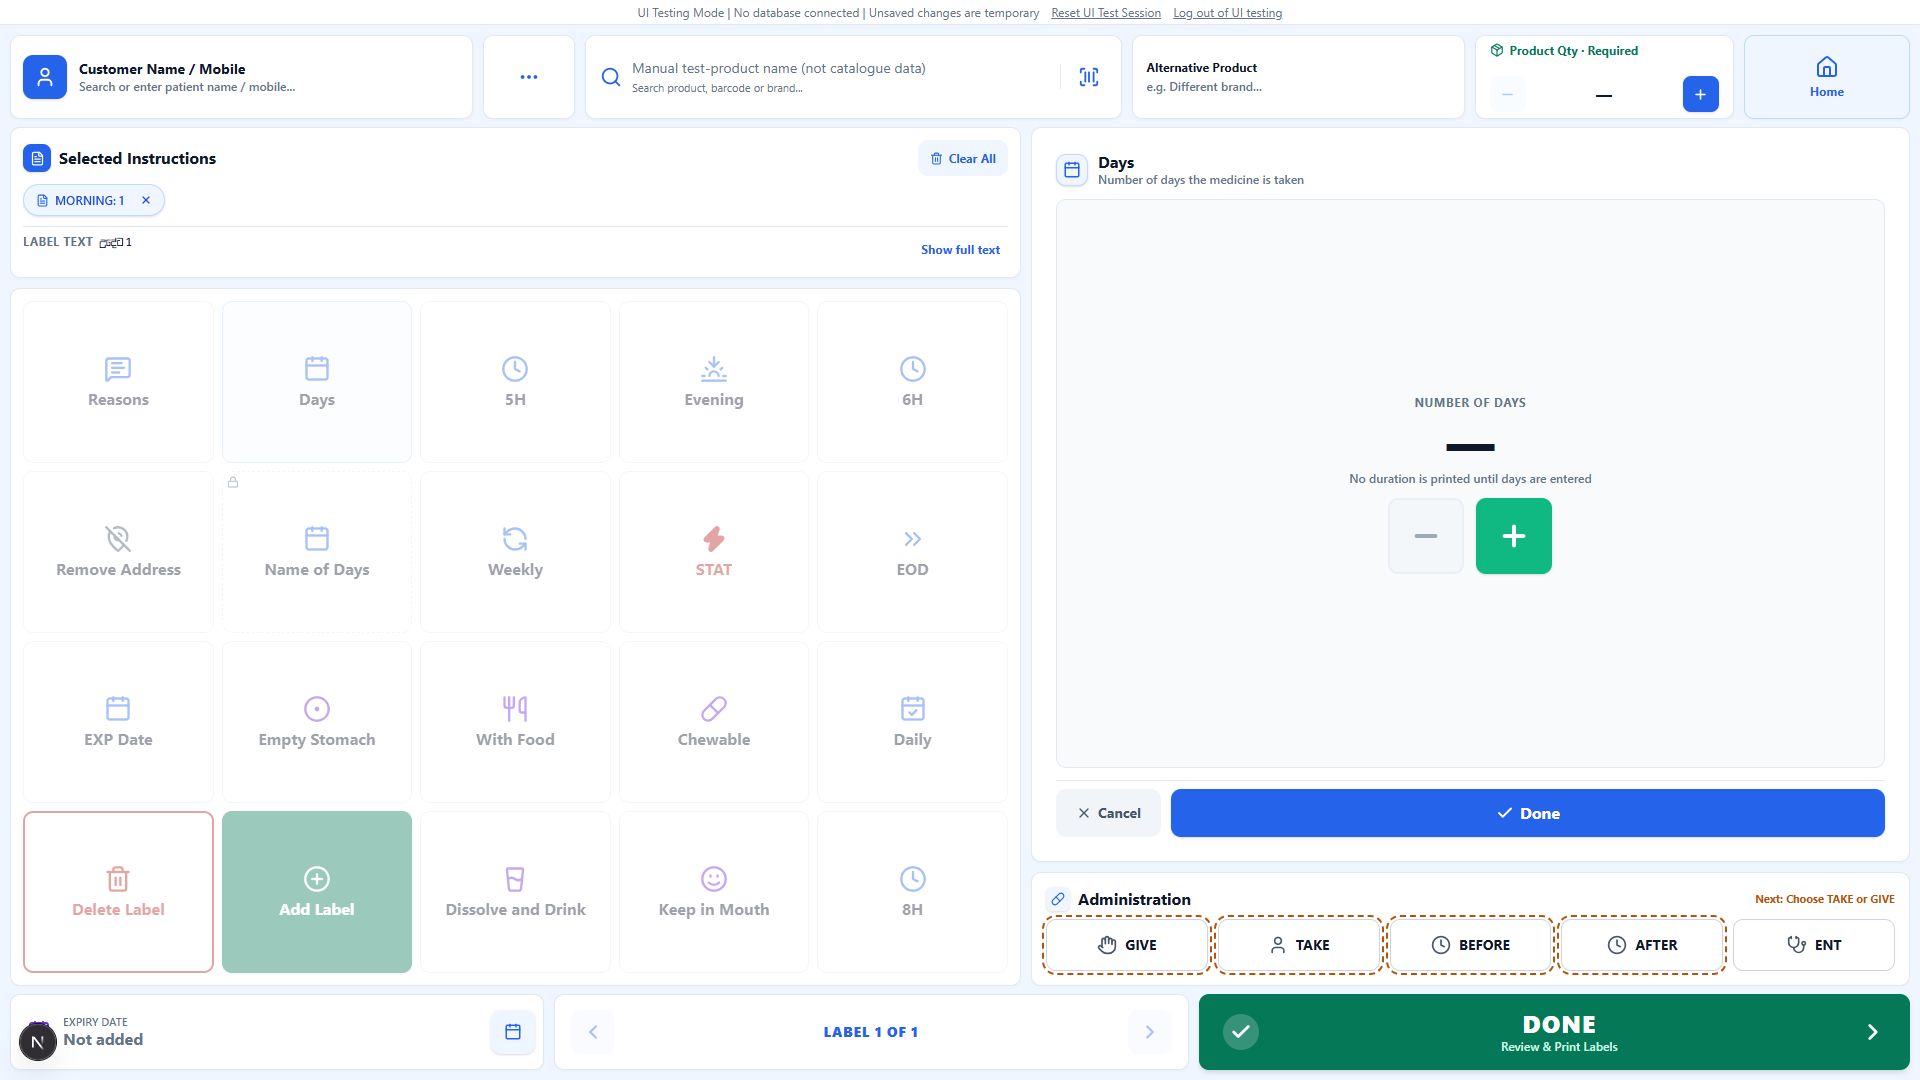 UI Testing Mode | No database connected | Unsaved changes are temporary Reset UI Test Session Log out of UI testing
Customer Name / Mobile
Search or enter patient name / mobile...
Manual test-product name (not catalogue data)
Search product, barcode or brand...
Alternative Product
e.g. Different brand...
Product Qty · Required
—
Home
Selected Instructions
Clear All
MORNING: 1
LABEL TEXT 1
Show full text
Reasons
Days
5H
Evening
6H
Remove Address
Name of Days
Weekly
STAT
EOD
EXP Date
Empty Stomach
With Food
Chewable
Daily
Delete Label
Add Label
Dissolve and Drink
Keep in Mouth
8H
Days
Number of days the medicine is taken
NUMBER OF DAYS
—
No duration is printed until days are entered
Cancel
Done
Administration
Next: Choose TAKE or GIVE
GIVE
TAKE
BEFORE
AFTER
ENT
N
EXPIRY DATE
Not added
LABEL 1 OF 1
DONE
Review & Print Labels